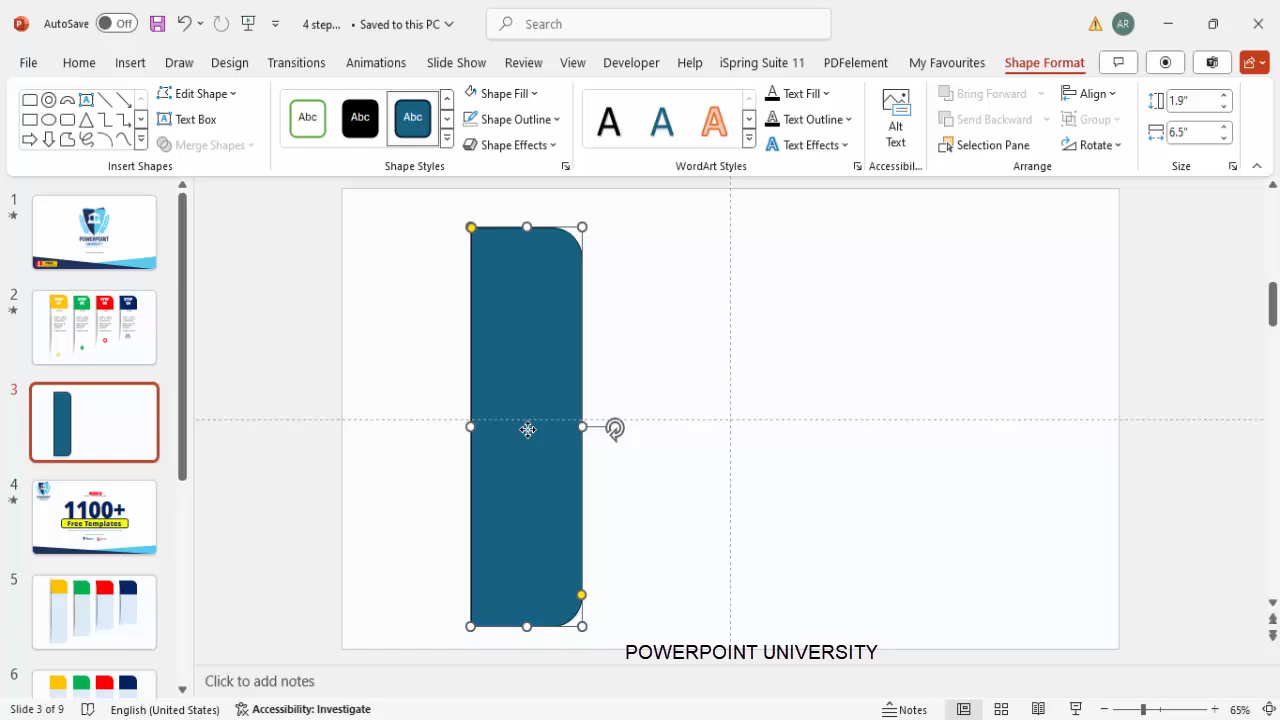 AutoSave Off 4 step... • Saved to this PC Search AR
File Home Insert Draw Design Transitions Animations Slide Show Review View Developer Help iSpring Suite 11 PDFelement My Favourites Shape Format
Edit Shape Abc Abc Abc Shape Fill A A A Text Fill Bring Forward Align 1.9"
Text Box Shape Outline Text Outline Alt Text Send Backward Group
Merge Shapes Shape Effects Text Effects Selection Pane Rotate 6.5"
Insert Shapes Shape Styles WordArt Styles Accessibil... Arrange Size
1
POWERPOINT
UNIVERSITY
2
3
4
1100+
Free Templates
5
6
POWERPOINT UNIVERSITY
Click to add notes
Slide 3 of 9 English (United States) Accessibility: Investigate Notes 65%